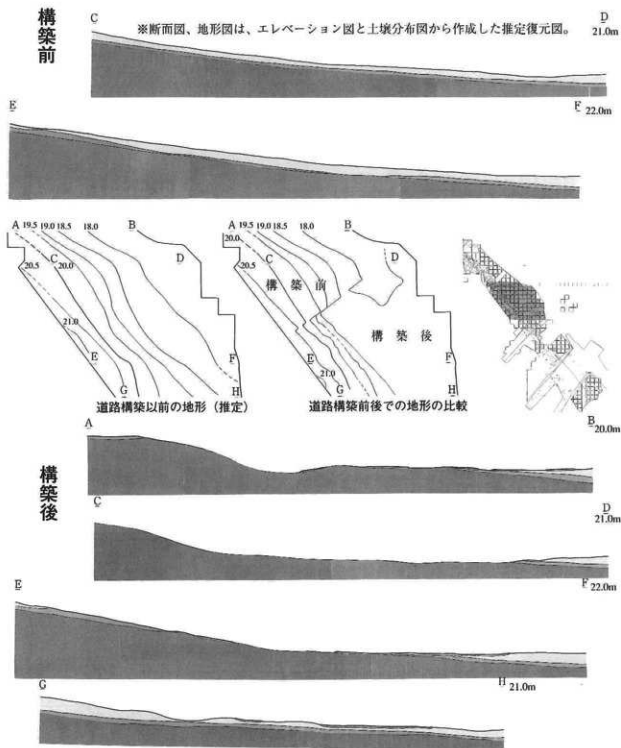 構築前
C
※断面図、地形図は、エレベーション図と土壌分布図から作成した推定復元図。
D
21.0m
E
F
22.0m
A 19.5 19.0 18.5 18.0 B
D
C 20.0
20.5
21.0
E
F
G
H
道路構築以前の地形（推定）
A 19.5 19.0 18.5 18.0 B
20.0
C
D
20.5
構築前
構築後
E
F
21.0
G
H
道路構築前後での地形の比較
構築後
A
B
20.0m
C
D
21.0m
E
F
22.0m
G
H
21.0m